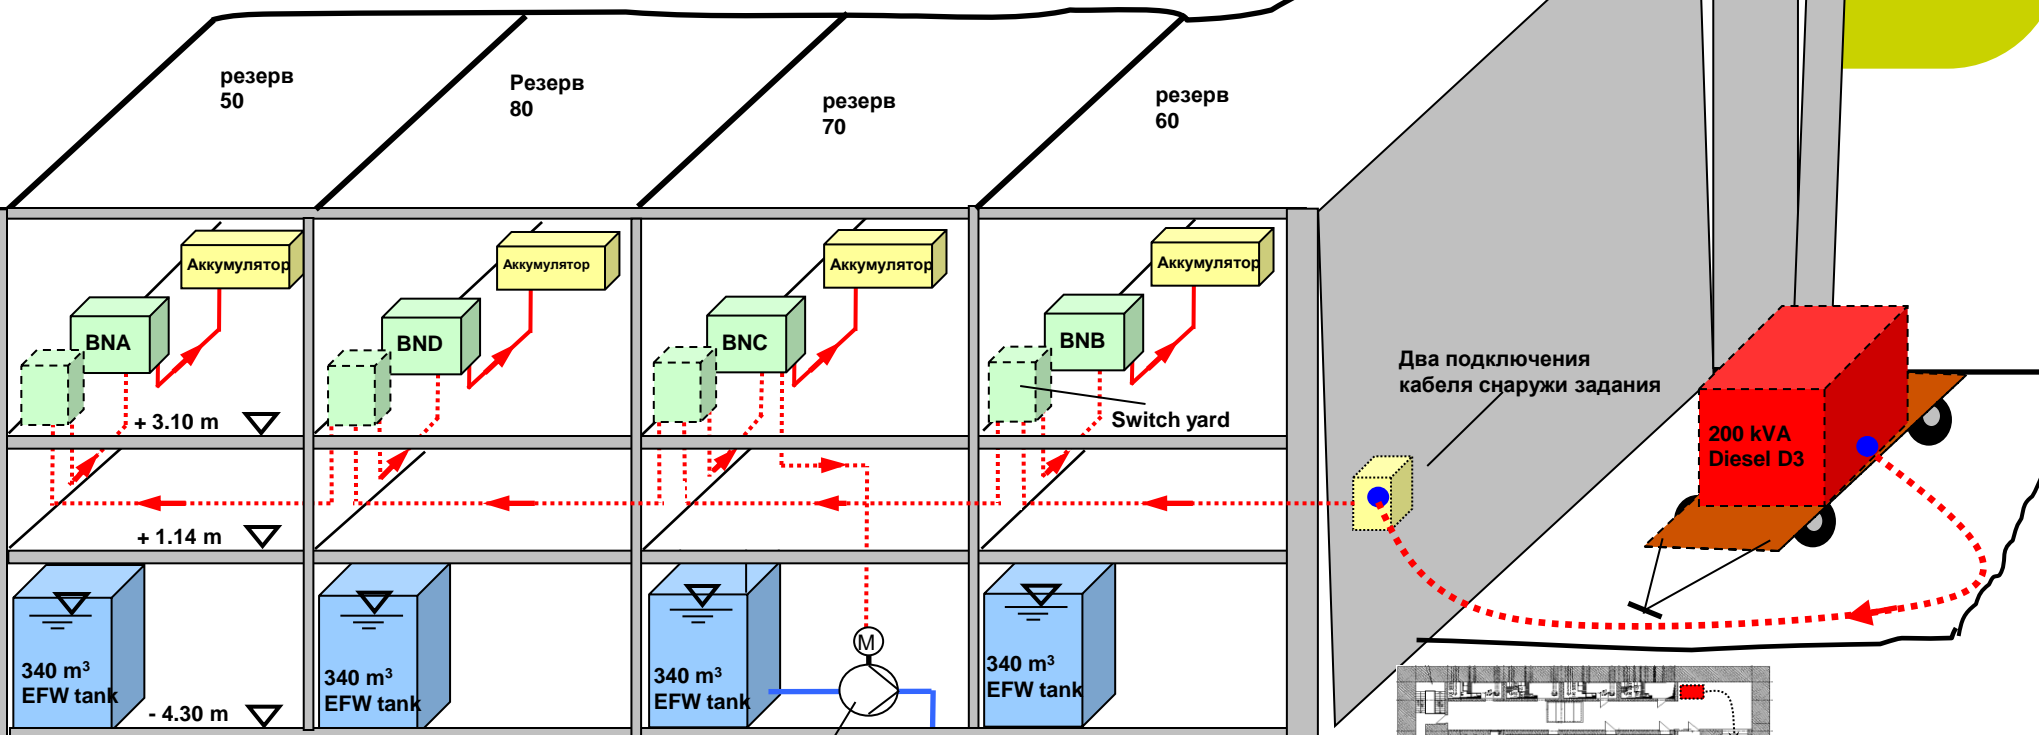 резерв
50
Резерв
80
резерв
70
резерв
60
Аккумулятор
Аккумулятор
Аккумулятор
Аккумулятор
BNA
BND
BNC
BNB
Два подключения
кабеля снаружи задания
+ 3.10 m
Switch yard
200 kVA
Diesel D3
+ 1.14 m
M
340 m³
EFW tank
340 m³
EFW tank
340 m³
EFW tank
340 m³
EFW tank
- 4.30 m